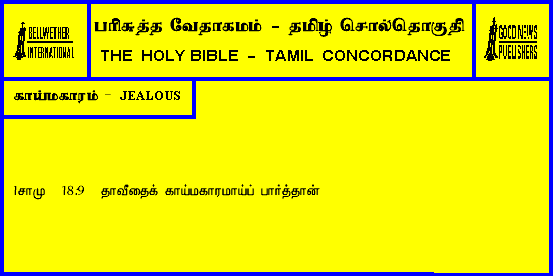 BELLWETHER
INTERNATIONAL
பரிசுத்த வேதாகமம் - தமிழ் சொல்தொகுதி
THE HOLY BIBLE - TAMIL CONCORDANCE
GOOD NEWS
PUBLISHERS
காய்மகாரம் - JEALOUS
1சாமு 18:9 தாவீதைக் காய்மகாரமாய்ப் பார்த்தான்